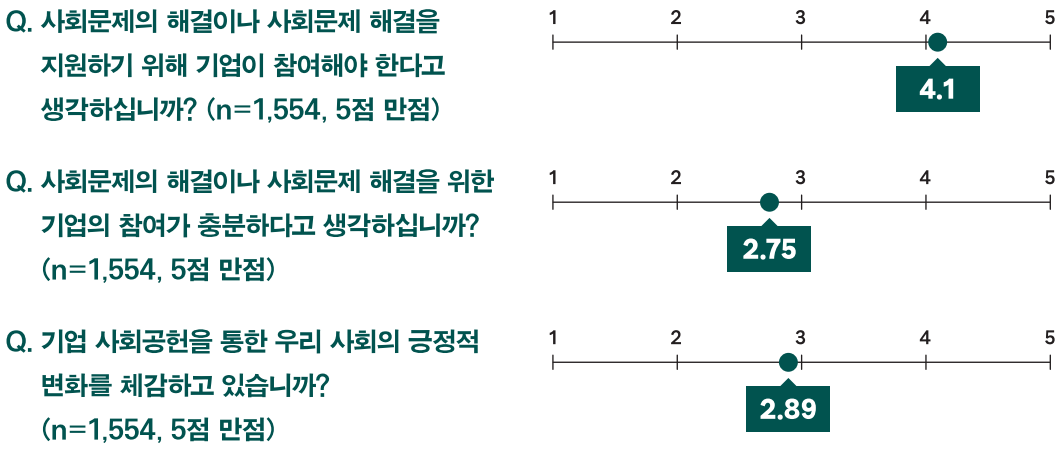 Q. 사회문제의 해결이나 사회문제 해결을
지원하기 위해 기업이 참여해야 한다고
생각하십니까? (n=1,554, 5점 만점)
1 2 3 4 5
4.1
Q. 사회문제의 해결이나 사회문제 해결을 위한
기업의 참여가 충분하다고 생각하십니까?
(n=1,554, 5점 만점)
1 2 3 4 5
2.75
Q. 기업 사회공헌을 통한 우리 사회의 긍정적
변화를 체감하고 있습니까?
(n=1,554, 5점 만점)
1 2 3 4 5
2.89